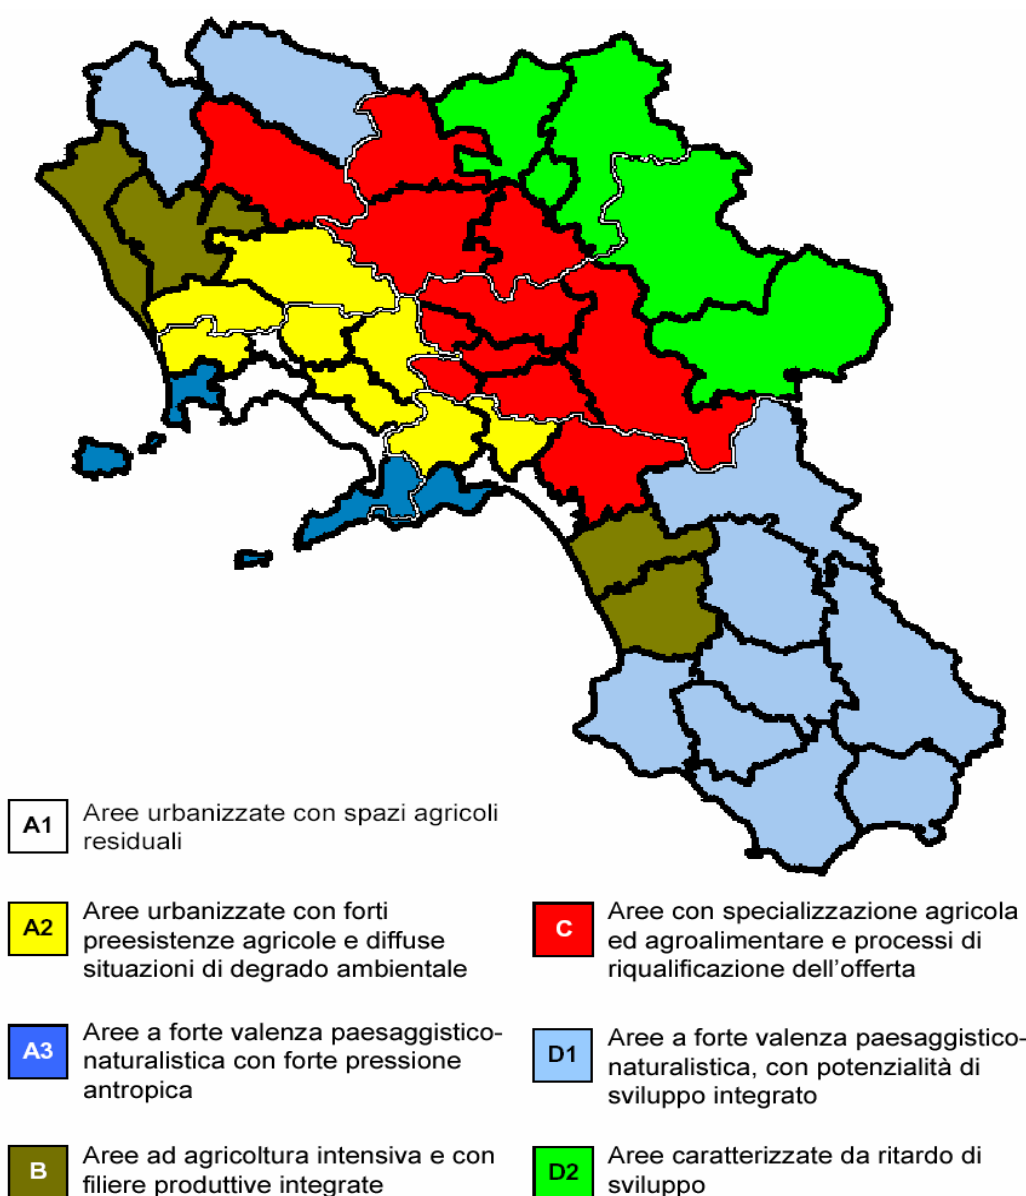 A1
Aree urbanizzate con spazi agricoli
residuali
A2
Aree urbanizzate con forti
preesistenze agricole e diffuse
situazioni di degrado ambientale
A3
Aree a forte valenza paesaggistico-
naturalistica con forte pressione
antropica
B
Aree ad agricoltura intensiva e con
filiere produttive integrate
C
Aree con specializzazione agricola
ed agroalimentare e processi di
riqualificazione dell'offerta
D1
Aree a forte valenza paesaggistico-
naturalistica, con potenzialità di
sviluppo integrato
D2
Aree caratterizzate da ritardo di
sviluppo